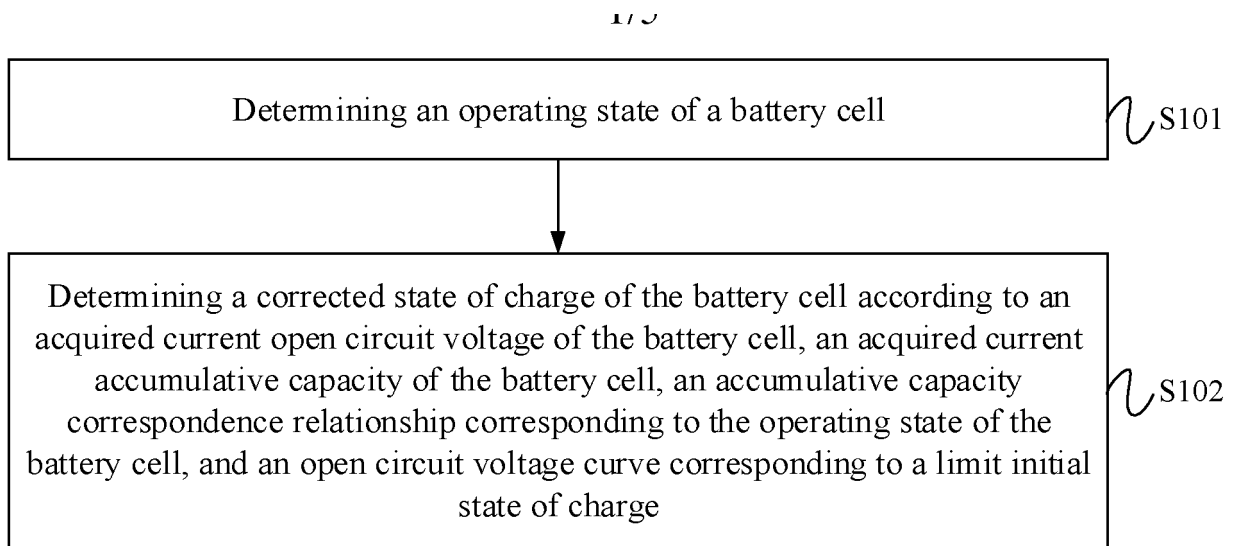 Determining an operating state of a battery cell
S101
Determining a corrected state of charge of the battery cell according to an
acquired current open circuit voltage of the battery cell, an acquired current
accumulative capacity of the battery cell, an accumulative capacity
correspondence relationship corresponding to the operating state of the
battery cell, and an open circuit voltage curve corresponding to a limit initial
state of charge
S102